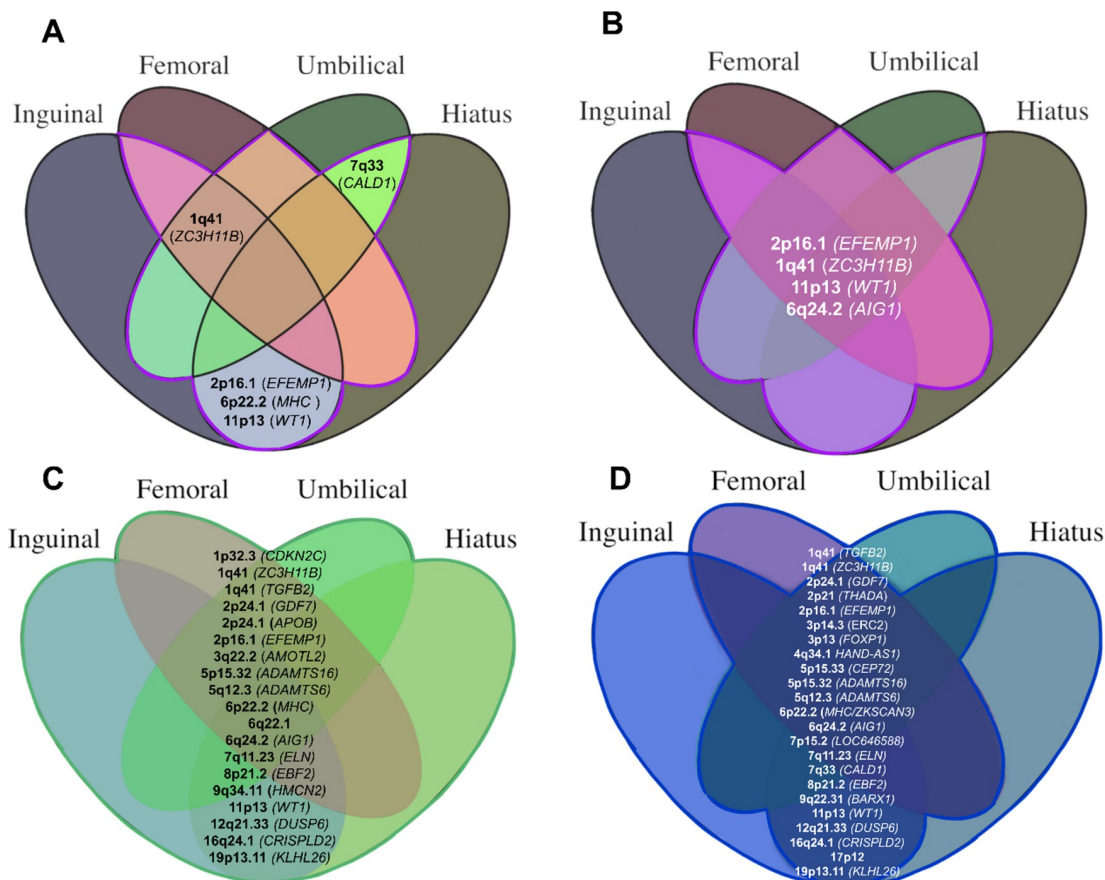 A
Femoral Umbilical
Inguinal Hiatus
7q33
(CALD1)
1q41
(ZC3H11B)
2p16.1 (EFEMP1)
6p22.2 (MHC )
11p13 (WT1)
B
Femoral Umbilical
Inguinal Hiatus
2p16.1 (EFEMP1)
1q41 (ZC3H11B)
11p13 (WT1)
6q24.2 (AIG1)
C
Femoral Umbilical
Inguinal Hiatus
1p32.3 (CDKN2C)
1q41 (ZC3H11B)
1q41 (TGFB2)
2p24.1 (GDF7)
2p24.1 (APOB)
2p16.1 (EFEMP1)
3q22.2 (AMOTL2)
5p15.32 (ADAMTS16)
5q12.3 (ADAMTS6)
6p22.2 (MHC)
6q22.1
6q24.2 (AIG1)
7q11.23 (ELN)
8p21.2 (EBF2)
9q34.11 (HMCN2)
11p13 (WT1)
12q21.33 (DUSP6)
16q24.1 (CRISPLD2)
19p13.11 (KLHL26)
D
Femoral Umbilical
Inguinal Hiatus
1q41 (TGFB2)
1q41 (ZC3H11B)
2p24.1 (GDF7)
2p21 (THADA)
2p16.1 (EFEMP1)
3p14.3 (ERC2)
3p13 (FOXP1)
4q34.1 HAND-AS1)
5p15.33 (CEP72)
5p15.32 (ADAMTS16)
5q12.3 (ADAMTS6)
6p22.2 (MHC/ZKSCAN3)
6q24.2 (AIG1)
7p15.2 (LOC646588)
7q11.23 (ELN)
7q33 (CALD1)
8p21.2 (EBF2)
9q22.31 (BARX1)
11p13 (WT1)
12q21.33 (DUSP6)
16q24.1 (CRISPLD2)
17p12
19p13.11 (KLHL26)